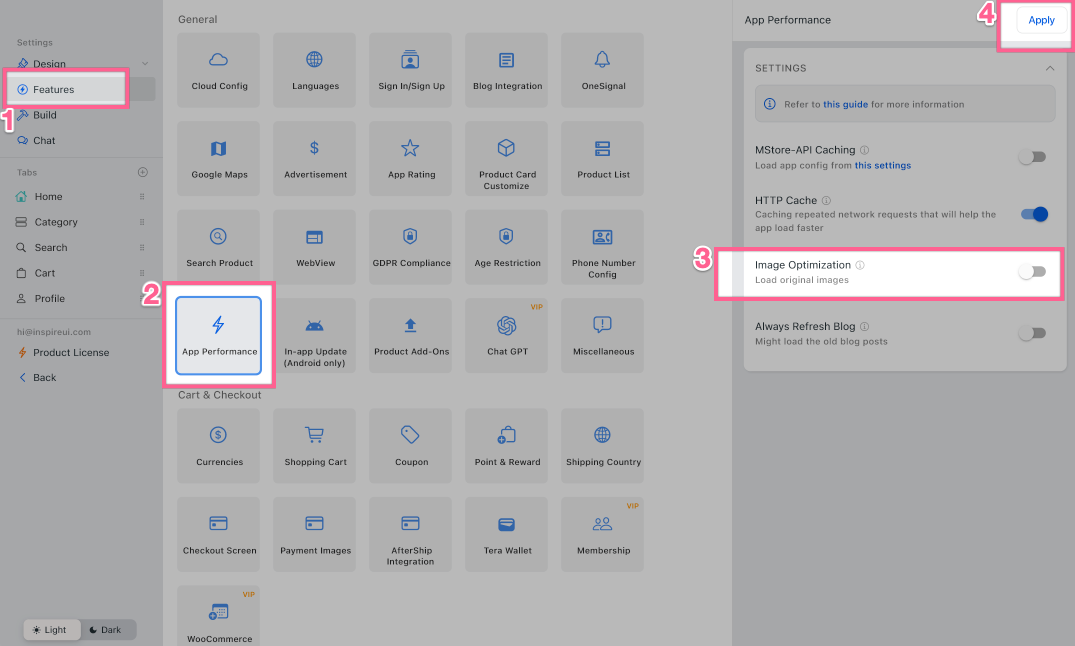 Settings
Design
Features
1
Build
Chat
Tabs
Home
Category
Search
Cart
Profile
hi@inspireui.com
Product License
Back
Light
Dark
General
Cloud Config
Languages
Sign In/Sign Up
Blog Integration
OneSignal
Google Maps
Advertisement
App Rating
Product Card
Customize
Product List
Search Product
WebView
GDPR Compliance
Age Restriction
Phone Number
Config
2
App Performance
In-app Update
(Android only)
Product Add-Ons
VIP
Chat GPT
Miscellaneous
Cart & Checkout
Currencies
Shopping Cart
Coupon
Point & Reward
Shipping Country
Checkout Screen
Payment Images
AfterShip
Integration
Tera Wallet
VIP
Membership
VIP
WooCommerce
App Performance
4
Apply
SETTINGS
Refer to this guide for more information
MStore-API Caching
Load app config from this settings
HTTP Cache
Caching repeated network requests that will help the
app load faster
3
Image Optimization
Load original images
Always Refresh Blog
Might load the old blog posts